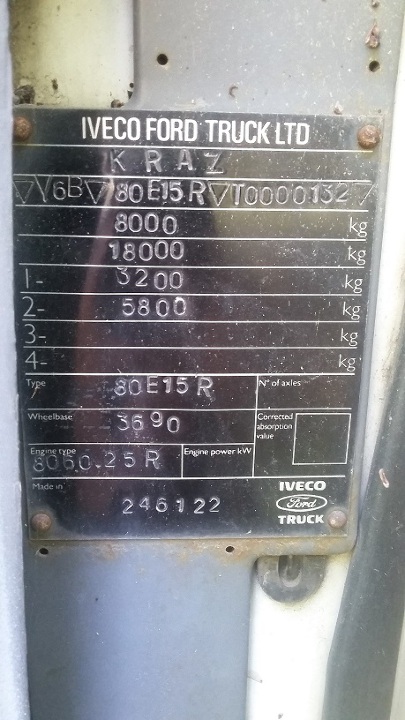 IVECO FORD TRUCK LTD
KRAZ
▽V6B▽80E15R▽T0000132▽
8000 kg
18000 kg
1- 3200 kg
2- 5800 kg
3- kg
4- kg
Type 80E15R N° of axles
Wheelbase 3690 Corrected absorption value
Engine type 8060.25R Engine power kW
Made in 246122
IVECO
Ford
TRUCK